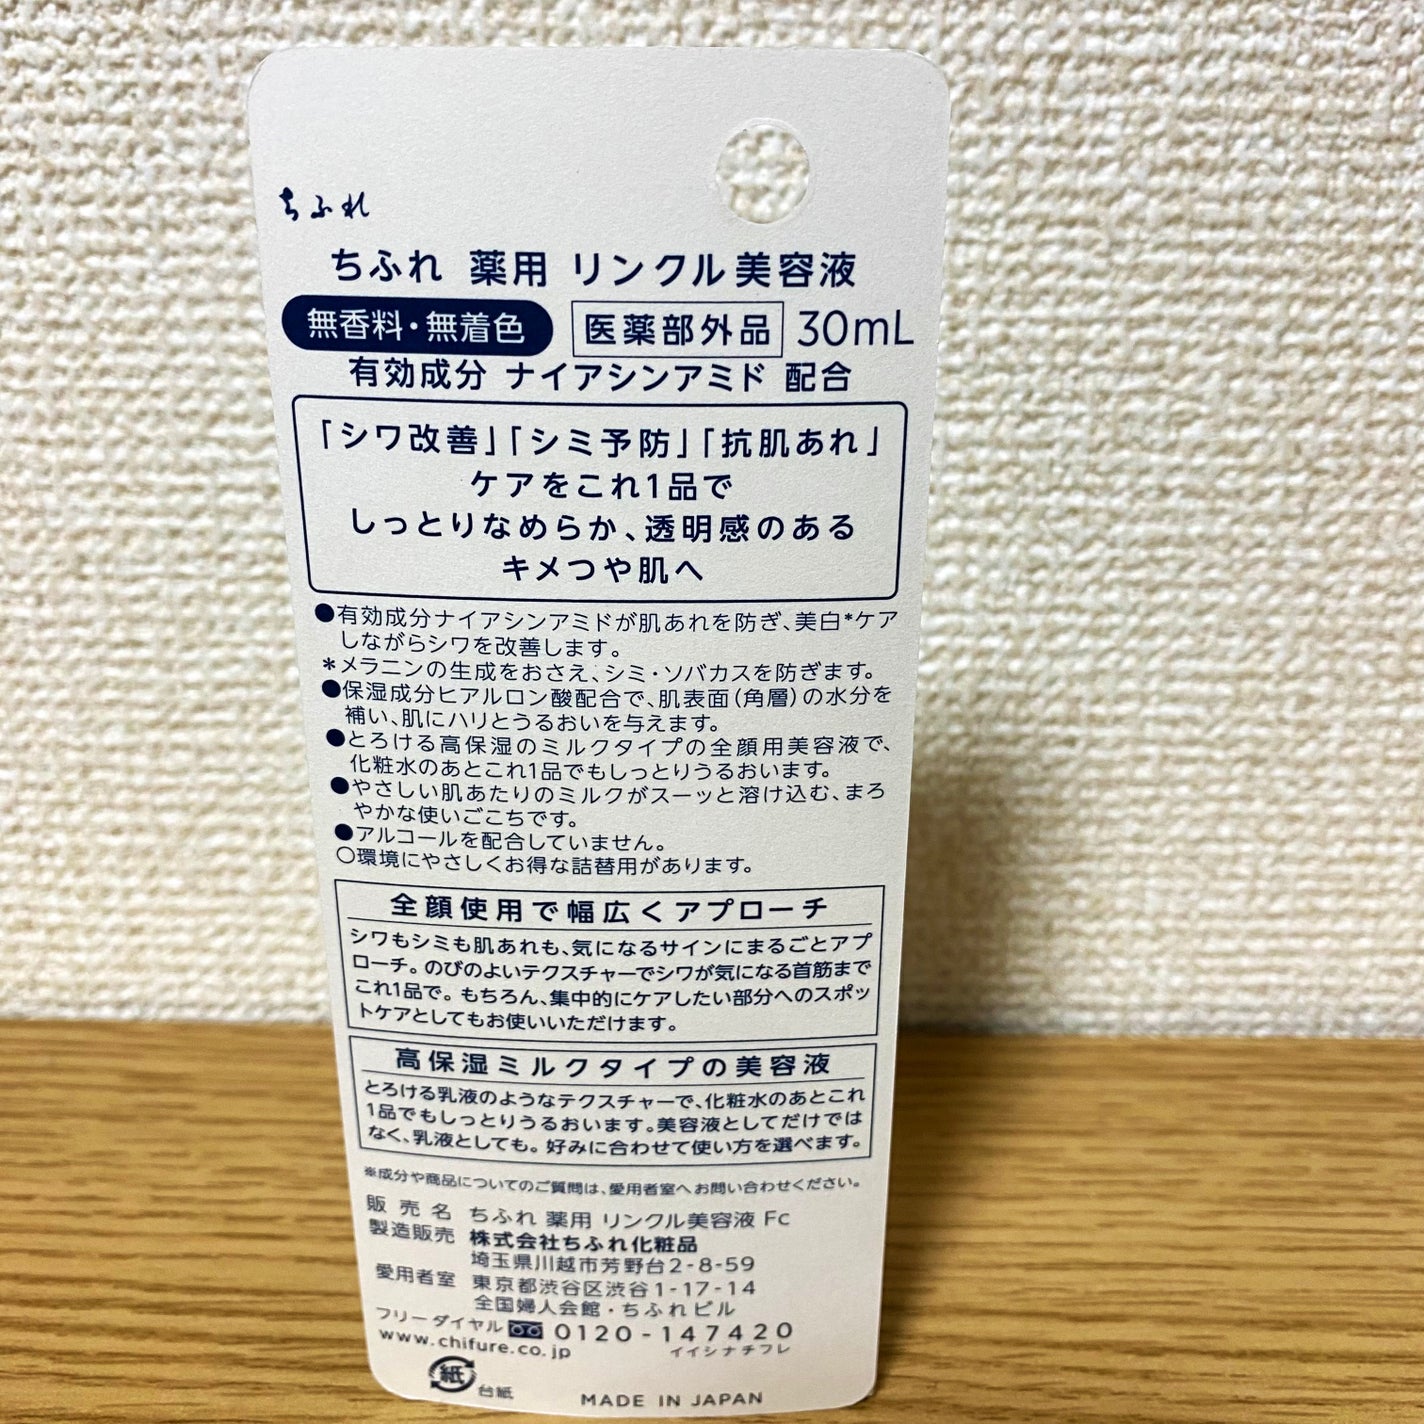 ちふれ
ちふれ 薬用 リンクル美容液
無香料・無着色 医薬部外品 30mL
有効成分 ナイアシンアミド 配合
「シワ改善」「シミ予防」「抗肌あれ」
ケアをこれ1品で
しっとりなめらか、透明感のある
キメつや肌へ
●有効成分ナイアシンアミドが肌あれを防ぎ、美白*ケア
しながらシワを改善します。
*メラニンの生成をおさえ、シミ・ソバカスを防ぎます。
●保湿成分ヒアルロン酸配合で、肌表面(角層)の水分を
補い、肌にハリとうるおいを与えます。
●とろける高保湿のミルクタイプの全顔用美容液で、
化粧水のあとこれ1品でもしっとりうるおいます。
●やさしい肌あたりのミルクがスーッと溶け込む、まろ
やかな使いごこちです。
●アルコールを配合していません。
○環境にやさしくお得な詰替用があります。
全顔使用で幅広くアプローチ
シワもシミも肌あれも、気になるサインにまるごとアプ
ローチ。のびのよいテクスチャーでシワが気になる首筋まで
これ1品で。もちろん、集中的にケアしたい部分へのスポッ
トケアとしてもお使いいただけます。
高保湿ミルクタイプの美容液
とろける乳液のようなテクスチャーで、化粧水のあとこれ
1品でもしっとりうるおいます。美容液としてだけでは
なく、乳液としても。好みに合わせて使い方を選べます。
※成分や商品についてのご質問は、愛用者室へお問い合わせください。
販売名 ちふれ 薬用 リンクル美容液 Fc
製造販売 株式会社ちふれ化粧品
埼玉県川越市芳野台2-8-59
愛用者室 東京都渋谷区渋谷1-17-14
全国婦人会館・ちふれビル
フリーダイヤル 0120-147420
www.chifure.co.jp イイシナチフレ
紙 台紙 MADE IN JAPAN